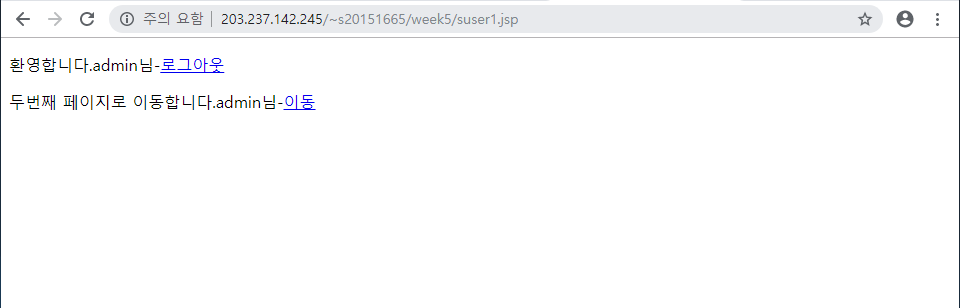 주의 요함 | 203.237.142.245/~s20151665/week5/suser1.jsp
환영합니다.admin님-로그아웃
두번째 페이지로 이동합니다.admin님-이동